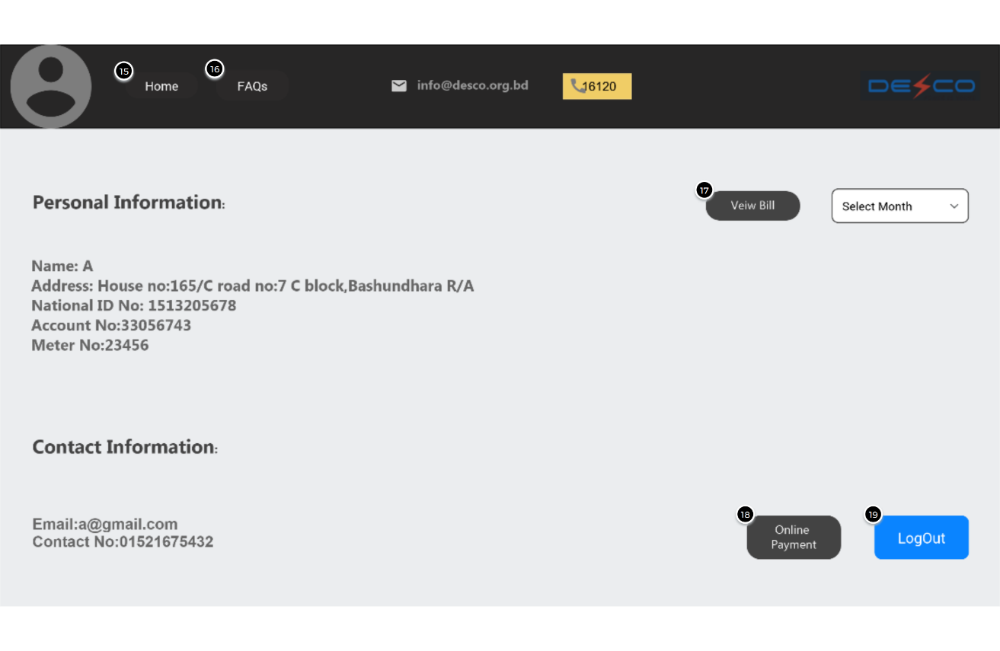 15 Home 16 FAQs info@desco.org.bd 16120 DESCO
Personal Information: 17 Veiw Bill Select Month
Name: A
Address: House no:165/C road no:7 C block,Bashundhara R/A
National ID No: 1513205678
Account No:33056743
Meter No:23456
Contact Information:
Email:a@gmail.com
Contact No:01521675432
18 Online
Payment
19 LogOut